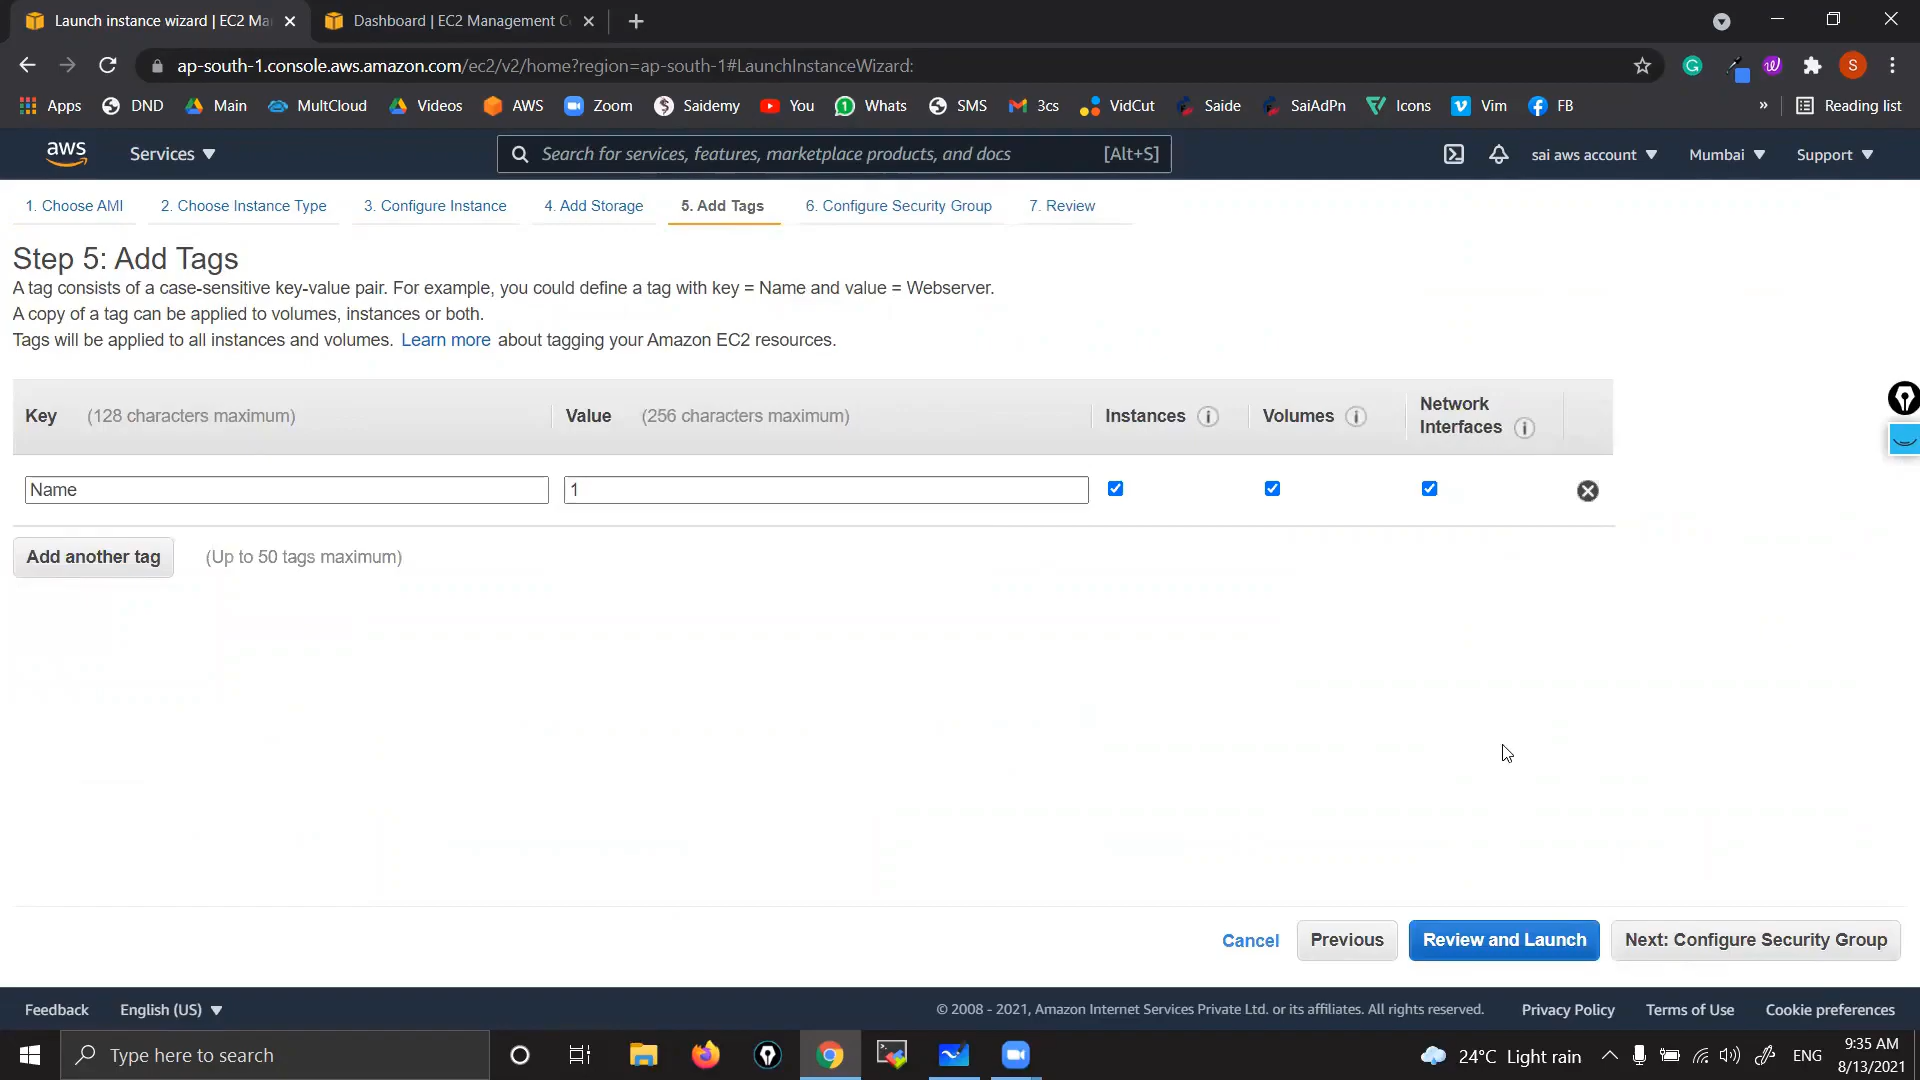 Launch instance wizard | EC2 Ma
Dashboard | EC2 Management C
ap-south-1.console.aws.amazon.com/ec2/v2/home?region=ap-south-1#LaunchInstanceWizard:
S
Apps DND Main MultCloud Videos AWS Zoom Saidemy You Whats SMS 3cs VidCut Saide SaiAdPn Icons Vim FB » Reading list
aws Services Search for services, features, marketplace products, and docs [Alt+S] sai aws account Mumbai Support
1. Choose AMI 2. Choose Instance Type 3. Configure Instance 4. Add Storage 5. Add Tags 6. Configure Security Group 7. Review
Step 5: Add Tags
A tag consists of a case-sensitive key-value pair. For example, you could define a tag with key = Name and value = Webserver.
A copy of a tag can be applied to volumes, instances or both.
Tags will be applied to all instances and volumes. Learn more about tagging your Amazon EC2 resources.
Key (128 characters maximum) Value (256 characters maximum) Instances Volumes Network Interfaces
Name 1
Add another tag (Up to 50 tags maximum)
Cancel Previous Review and Launch Next: Configure Security Group
Feedback English (US) © 2008 - 2021, Amazon Internet Services Private Ltd. or its affiliates. All rights reserved. Privacy Policy Terms of Use Cookie preferences
Type here to search 24°C Light rain ENG 9:35 AM
8/13/2021